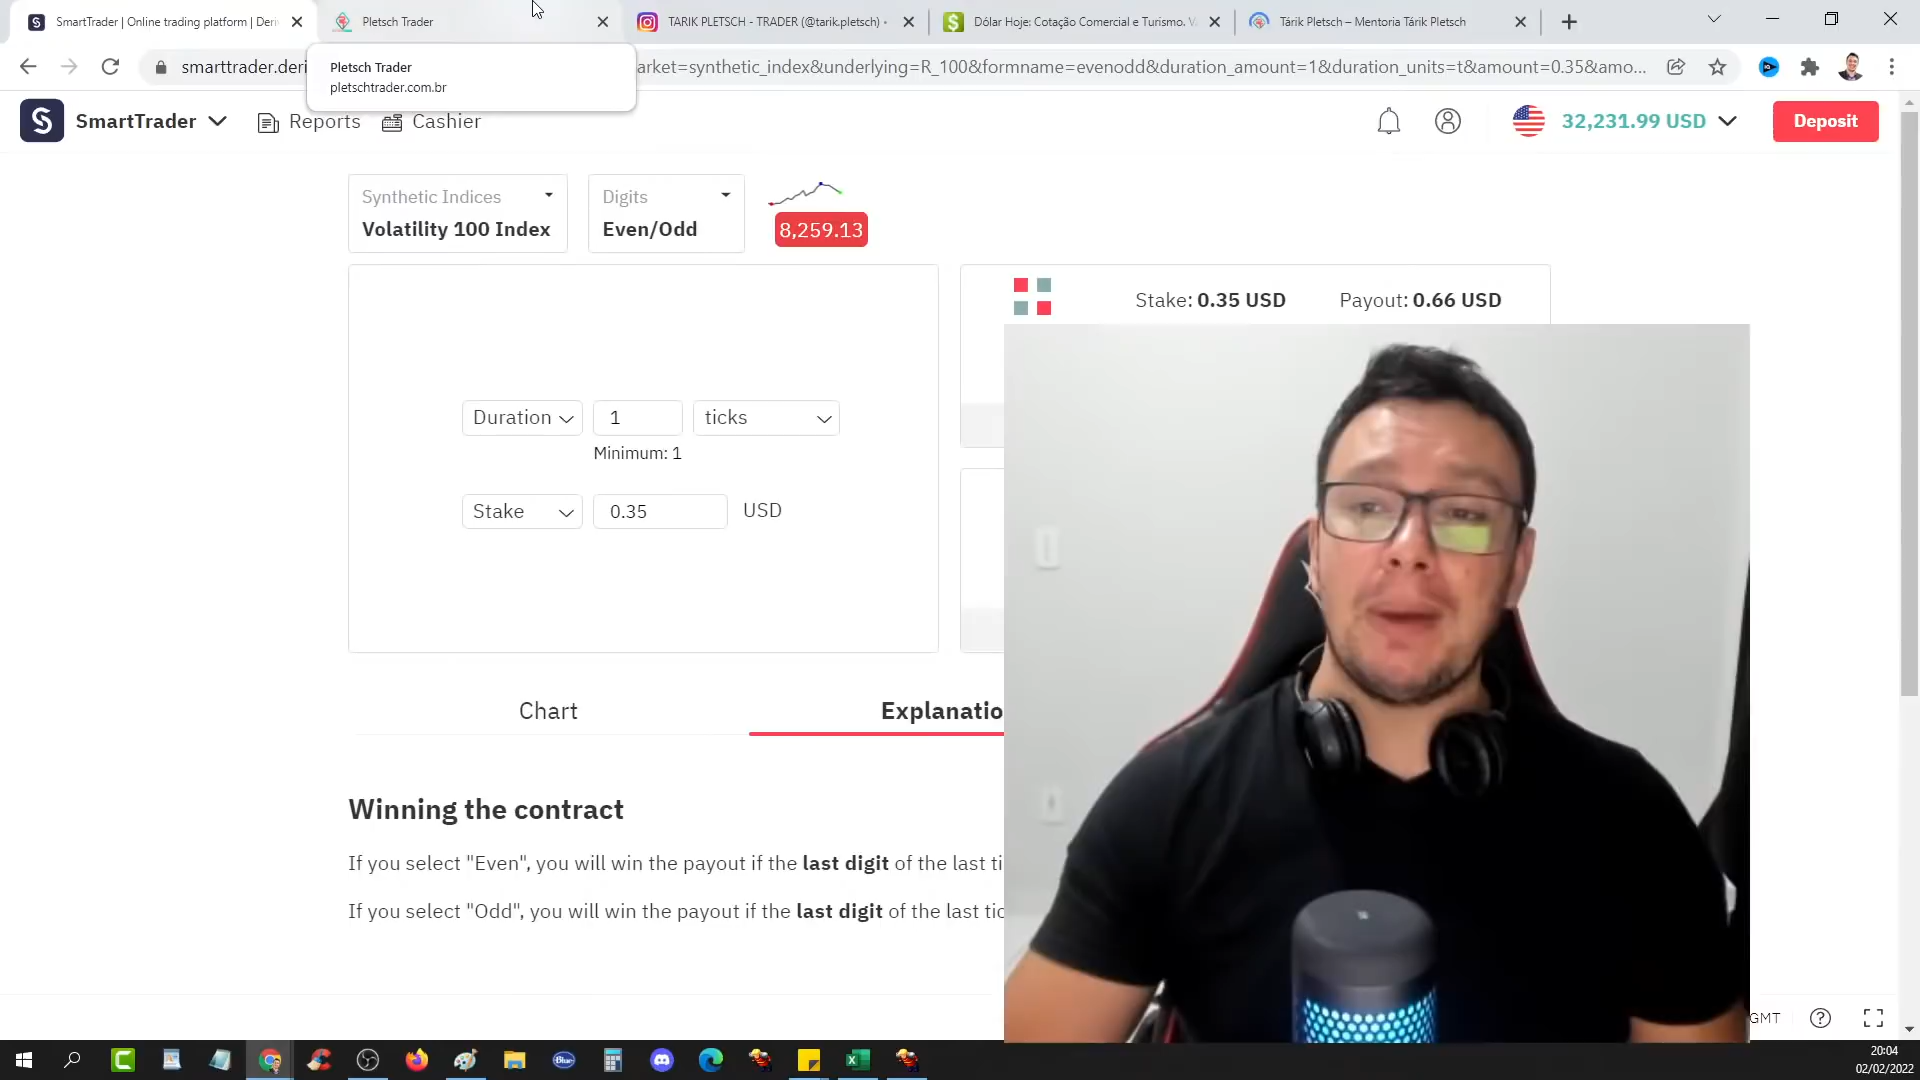 SmartTrader | Online trading platform | Deri
Pletsch Trader
TARIK PLETSCH - TRADER (@tarik.pletsch) •
Dólar Hoje: Cotação Comercial e Turismo. V
Tárik Pletsch – Mentoria Tárik Pletsch
smarttrader.deri
arket=synthetic_index&underlying=R_100&formname=evenodd&duration_amount=1&duration_units=t&amount=0.35&amo...
Pletsch Trader
pletschtrader.com.br
SmartTrader
Reports
Cashier
32,231.99 USD
Deposit
Synthetic Indices
Volatility 100 Index
Digits
Even/Odd
8,259.13
Stake: 0.35 USD
Payout: 0.66 USD
Duration
1
ticks
Minimum: 1
Stake
0.35
USD
Chart
Explanatio
Winning the contract
If you select "Even", you will win the payout if the last digit of the last ti
If you select "Odd", you will win the payout if the last digit of the last tic
GMT
Blue
20:04
02/02/2022